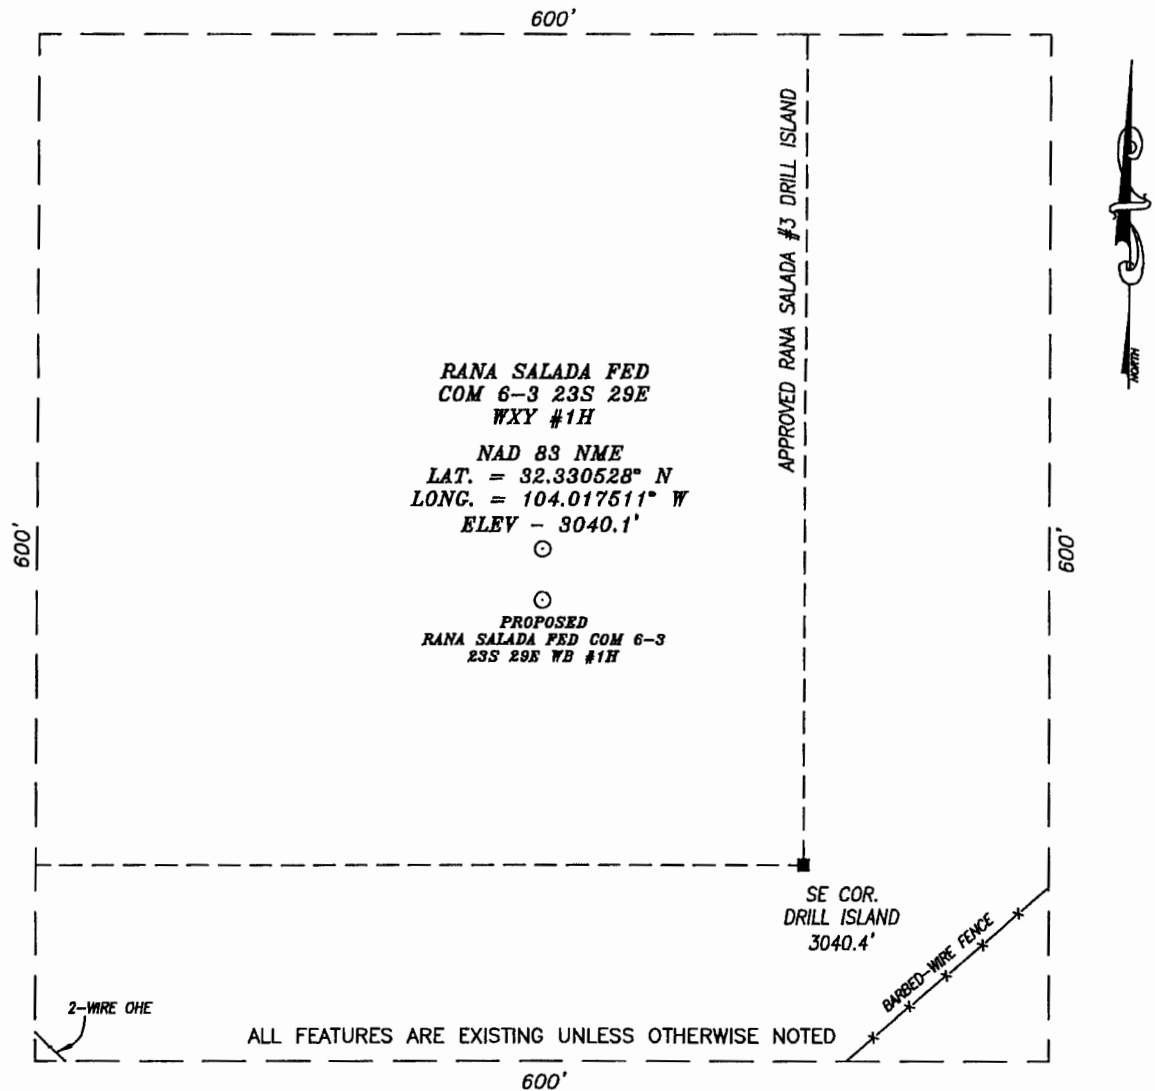 600'
APPROVED RANA SALADA #3 DRILL ISLAND
NORTH
RANA SALADA FED
COM 6-3 23S 29E
WXY #1H
NAD 83 NME
LAT. = 32.330528° N
LONG. = 104.017511° W
ELEV - 3040.1'
600'
600'
PROPOSED
RANA SALADA FED COM 6-3
23S 29E WB #1H
SE COR.
DRILL ISLAND
3040.4'
BARBED-WIRE FENCE
2-WIRE OHE
ALL FEATURES ARE EXISTING UNLESS OTHERWISE NOTED
600'